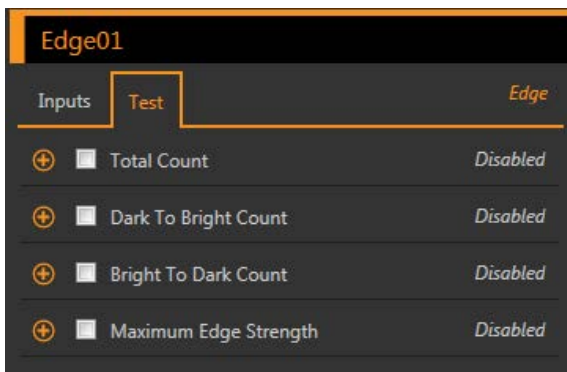 Edge01
Inputs Test Edge
Total Count Disabled
Dark To Bright Count Disabled
Bright To Dark Count Disabled
Maximum Edge Strength Disabled